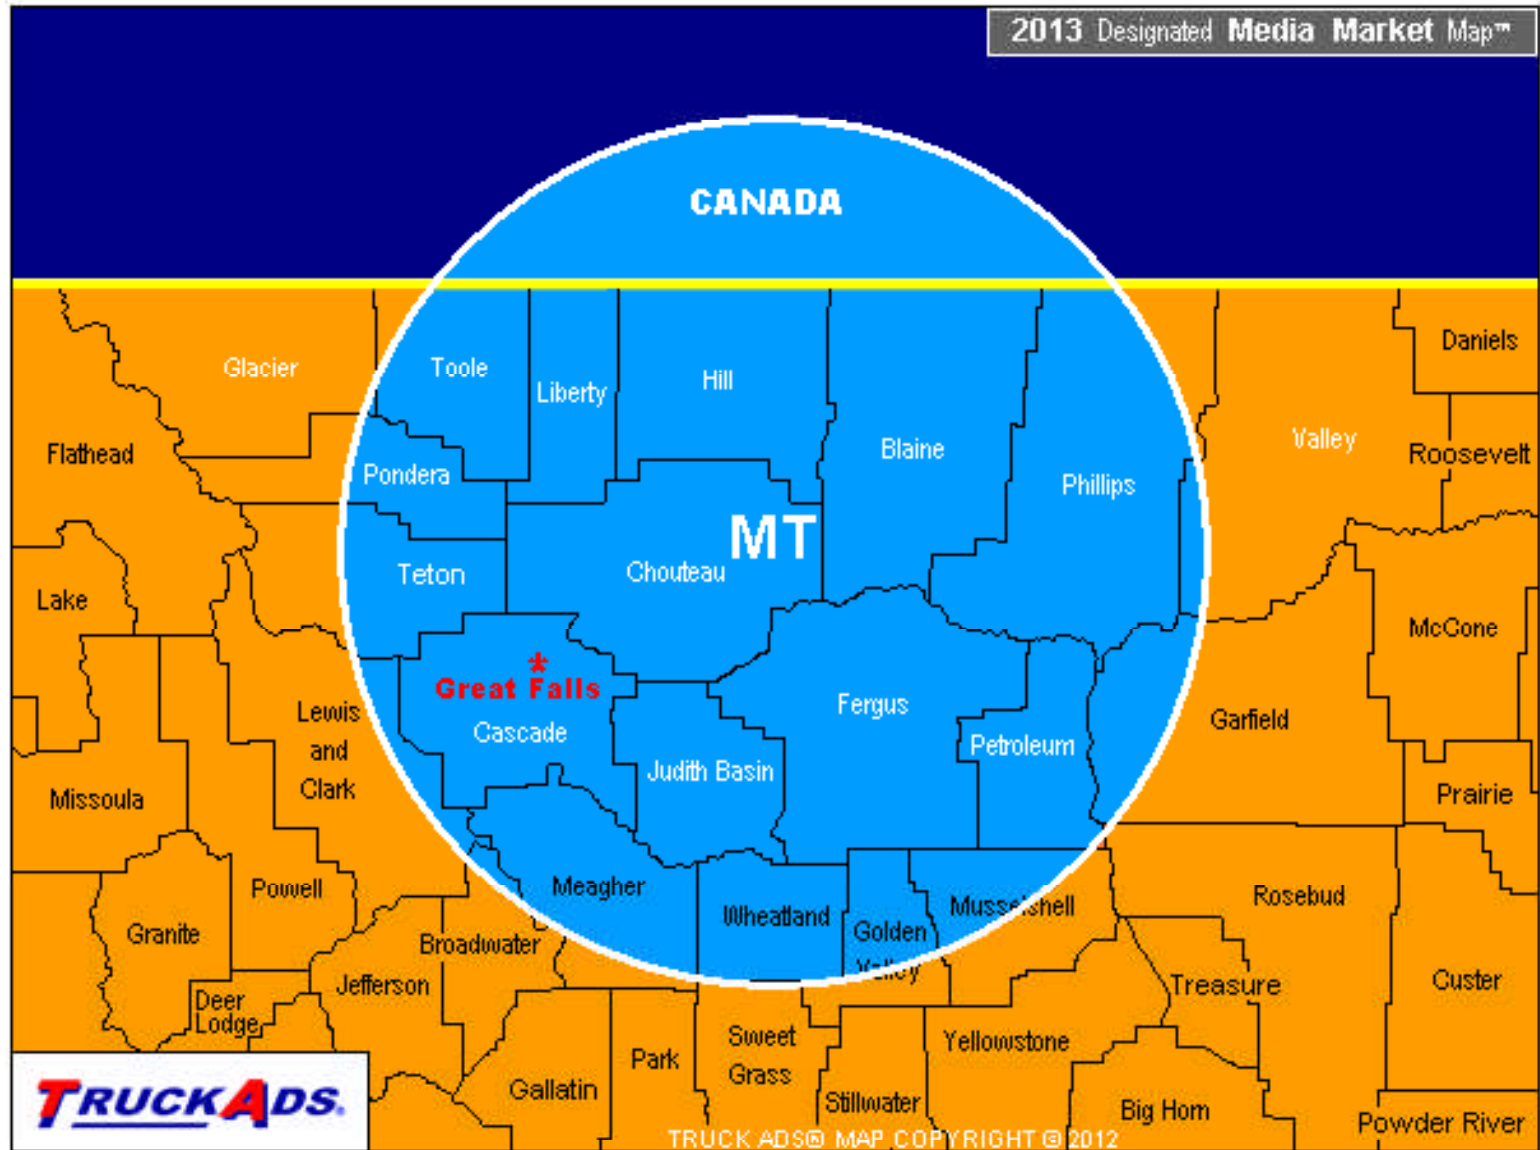 2013 Designated Media Market Map™
CANADA
Glacier
Toole
Liberty
Hill
Daniels
Flathead
Pondera
Blaine
Phillips
Valley
Roosevelt
MT
Teton
Chouteau
Lake
McCone
Great Falls
Cascade
Lewis
and
Clark
Fergus
Petroleum
Garfield
Judith Basin
Missoula
Prairie
Powell
Meagher
Wheatland
Golden
Valley
Musselshell
Rosebud
Granite
Broadwater
Jefferson
Deer
Lodge
Treasure
Custer
Park
Sweet
Grass
Yellowstone
Gallatin
Stillwater
Big Horn
Powder River
TRUCKADS.
TRUCK ADS® MAP COPYRIGHT © 2012